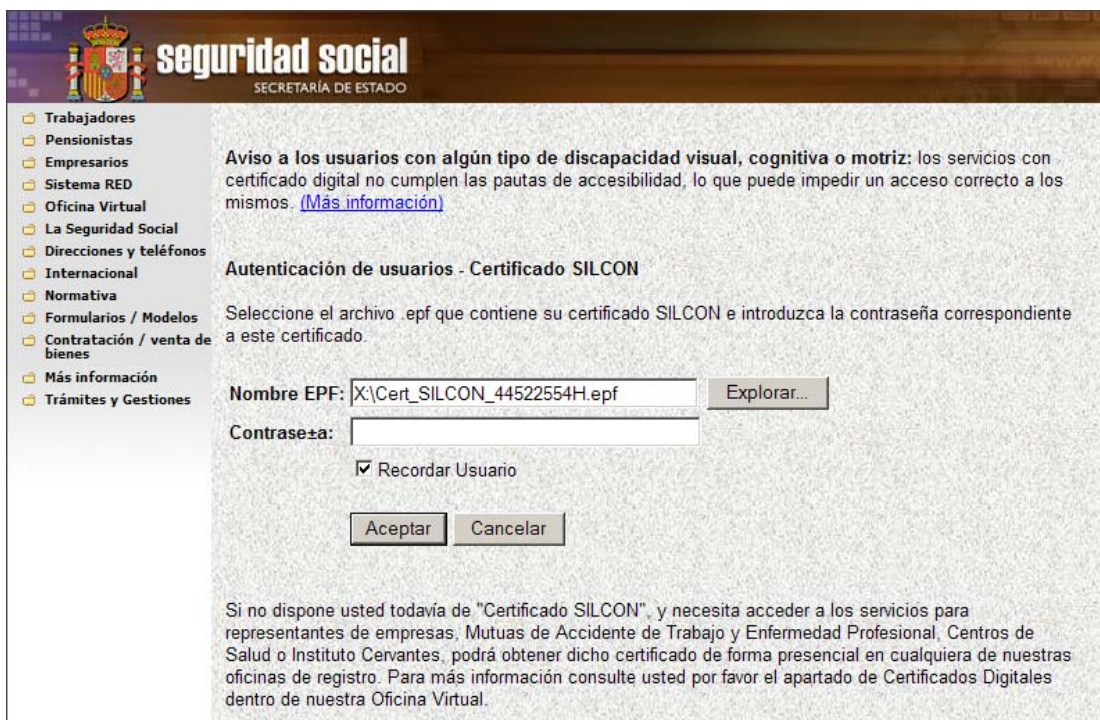 seguridad social
SECRETARÍA DE ESTADO
Trabajadores
Pensionistas
Empresarios
Sistema RED
Oficina Virtual
La Seguridad Social
Direcciones y teléfonos
Internacional
Normativa
Formularios / Modelos
Contratación / venta de
bienes
Más información
Trámites y Gestiones
Aviso a los usuarios con algún tipo de discapacidad visual, cognitiva o motriz: los servicios con
certificado digital no cumplen las pautas de accesibilidad, lo que puede impedir un acceso correcto a los
mismos. (Más información)
Autenticación de usuarios - Certificado SILCON
Seleccione el archivo .epf que contiene su certificado SILCON e introduzca la contraseña correspondiente
a este certificado.
Nombre EPF: X:\Cert_SILCON_44522554H.epf Explorar...
Contrase±a:
Recordar Usuario
Aceptar Cancelar
Si no dispone usted todavía de "Certificado SILCON", y necesita acceder a los servicios para
representantes de empresas, Mutuas de Accidente de Trabajo y Enfermedad Profesional, Centros de
Salud o Instituto Cervantes, podrá obtener dicho certificado de forma presencial en cualquiera de nuestras
oficinas de registro. Para más información consulte usted por favor el apartado de Certificados Digitales
dentro de nuestra Oficina Virtual.